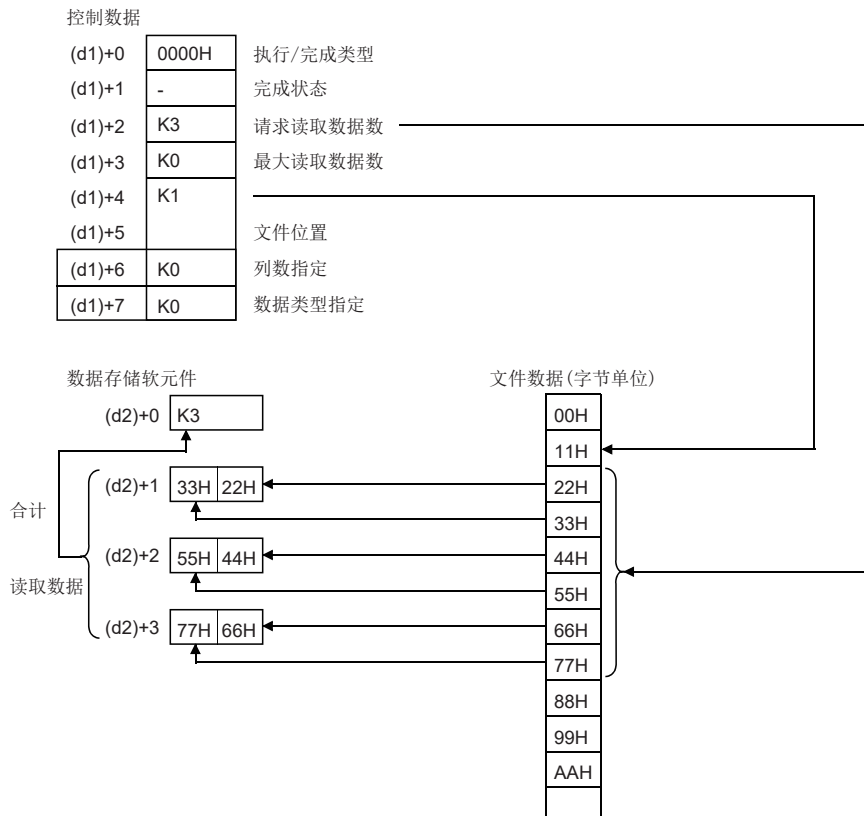 控制数据
(d1)+0 0000H 执行/完成类型
(d1)+1 - 完成状态
(d1)+2 K3 请求读取数据数
(d1)+3 K0 最大读取数据数
(d1)+4 K1
(d1)+5 文件位置
(d1)+6 K0 列数指定
(d1)+7 K0 数据类型指定
数据存储软元件
(d2)+0 K3
合计
读取数据
(d2)+1 33H 22H
(d2)+2 55H 44H
(d2)+3 77H 66H
文件数据(字节单位)
00H
11H
22H
33H
44H
55H
66H
77H
88H
99H
AAH